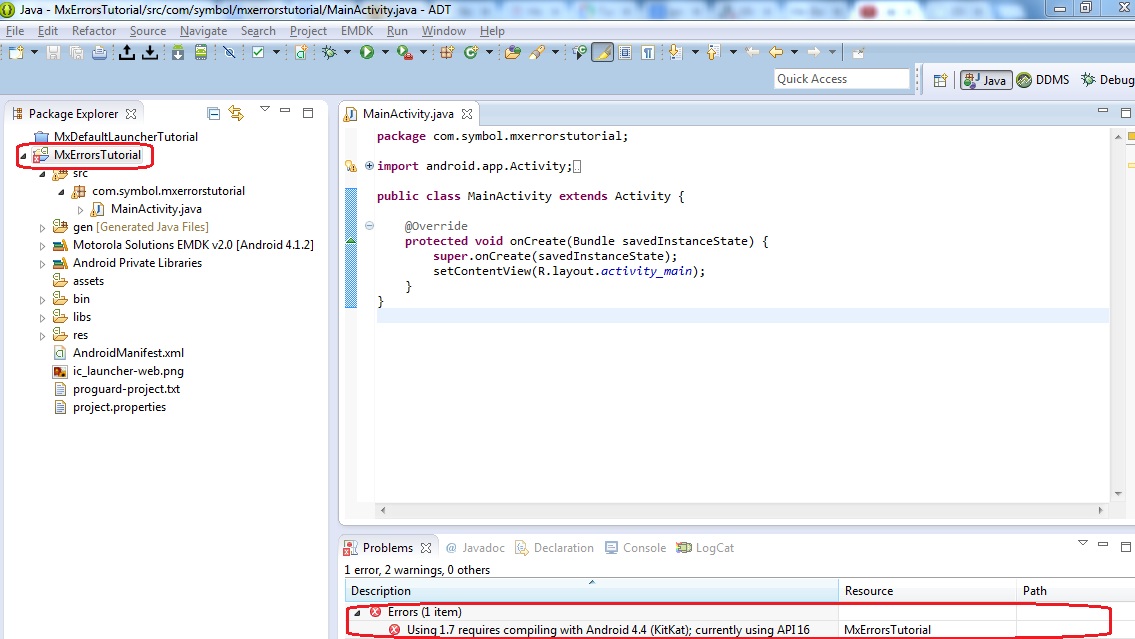 Java - MxErrorsTutorial/src/com/symbol/mxerrorstutorial/MainActivity.java - ADT
File Edit Refactor Source Navigate Search Project EMDK Run Window Help
Quick Access
Java
DDMS
Debug
Package Explorer
MxDefaultLauncherTutorial
MxErrorsTutorial
src
com.symbol.mxerrorstutorial
MainActivity.java
gen [Generated Java Files]
Motorola Solutions EMDK v2.0 [Android 4.1.2]
Android Private Libraries
assets
bin
libs
res
AndroidManifest.xml
ic_launcher-web.png
proguard-project.txt
project.properties
MainActivity.java
package com.symbol.mxerrorstutorial;
import android.app.Activity;
public class MainActivity extends Activity {
@Override
protected void onCreate(Bundle savedInstanceState) {
super.onCreate(savedInstanceState);
setContentView(R.layout.activity_main);
}
}
Problems @ Javadoc Declaration Console LogCat
1 error, 2 warnings, 0 others
Description Resource Path
Errors (1 item)
Using 1.7 requires compiling with Android 4.4 (KitKat); currently using API 16 MxErrorsTutorial